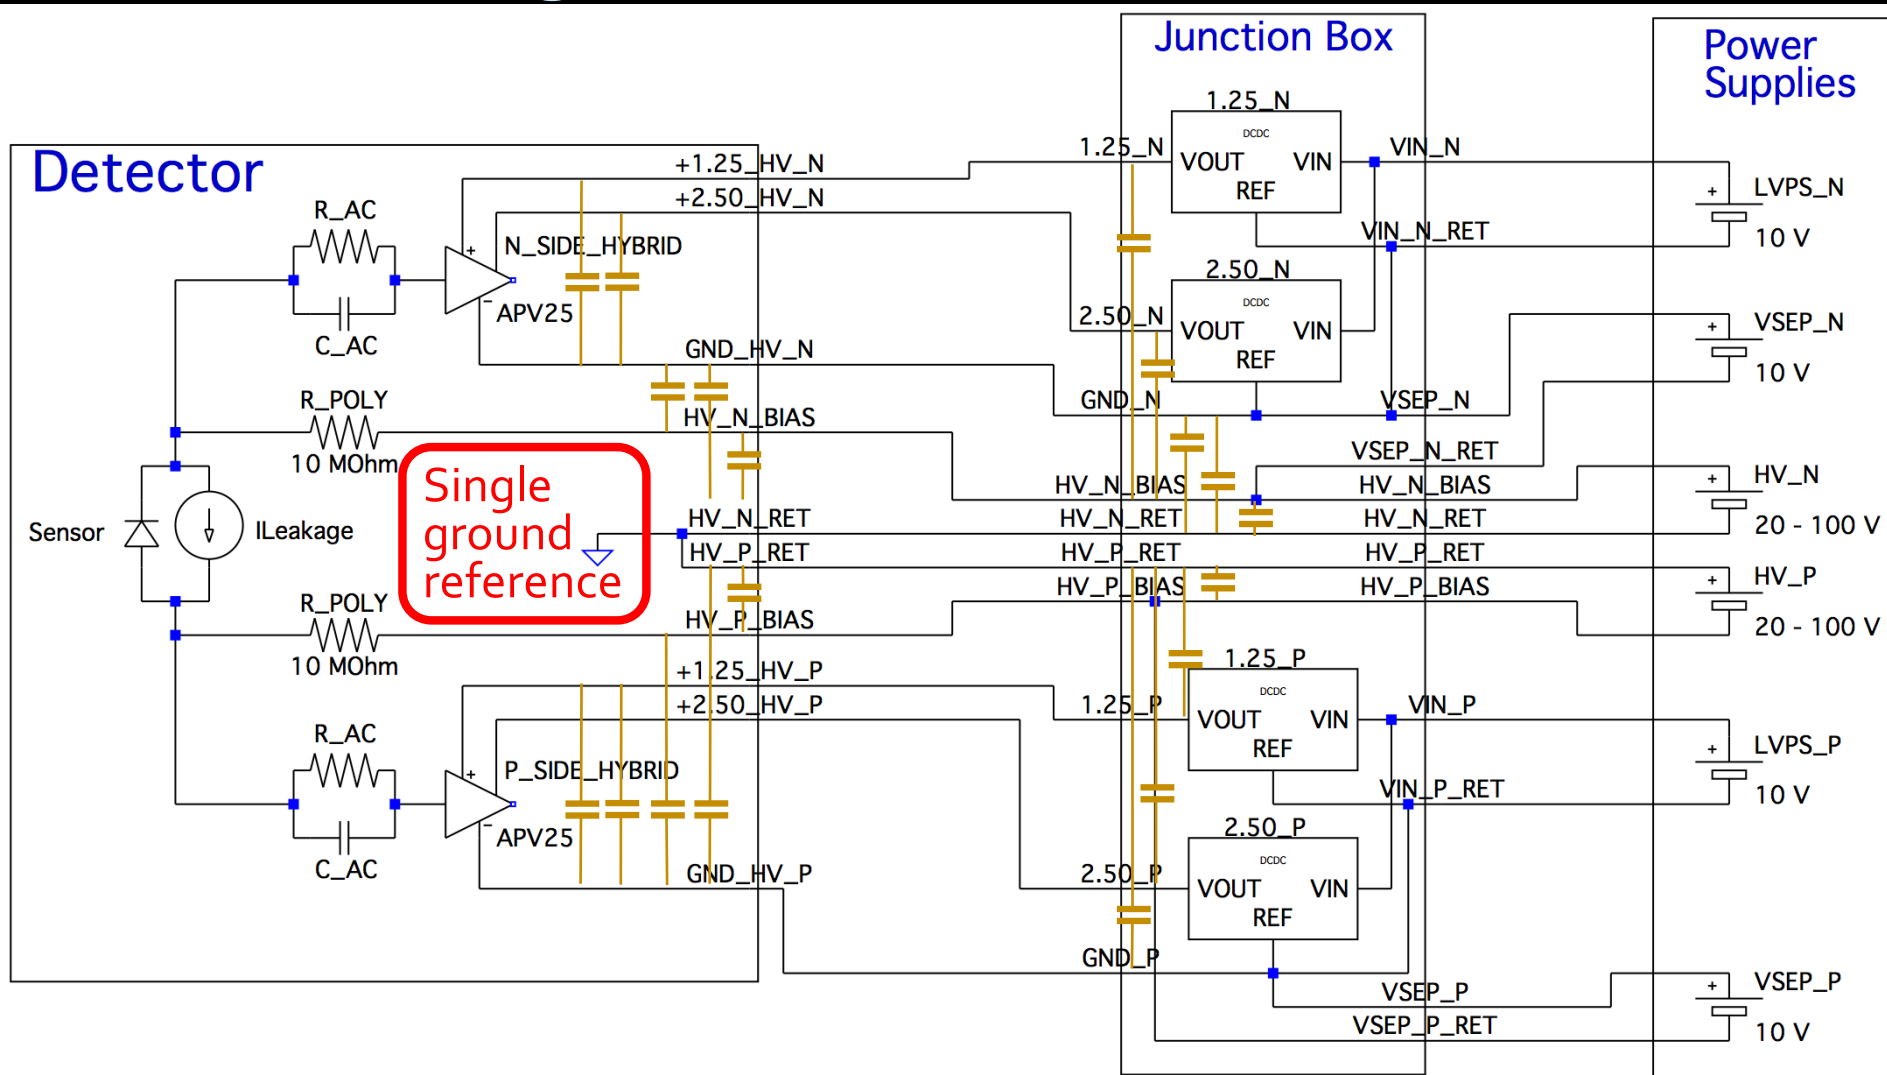 Junction Box
Power
Supplies
Detector
1.25_N
DCDC
VOUT
VIN
REF
1.25_N
VIN_N
VIN_N_RET
LVPS_N
10 V
+1.25_HV_N
+2.50_HV_N
R_AC
C_AC
N_SIDE_HYBRID
APV25
+
−
2.50_N
DCDC
VOUT
VIN
REF
2.50_N
VSEP_N
10 V
GND_HV_N
GND_N
VSEP_N
VSEP_N_RET
R_POLY
10 MOhm
HV_N_BIAS
HV_N_BIAS
HV_N_BIAS
HV_N
20 - 100 V
Single
ground
reference
Sensor
ILeakage
HV_N_RET
HV_N_RET
HV_N_RET
HV_P_RET
HV_P_RET
HV_P_RET
HV_P_BIAS
HV_P_BIAS
HV_P
20 - 100 V
R_POLY
10 MOhm
HV_P_BIAS
+1.25_HV_P
+2.50_HV_P
1.25_P
DCDC
VOUT
VIN
REF
1.25_P
VIN_P
VIN_P_RET
LVPS_P
10 V
R_AC
C_AC
P_SIDE_HYBRID
APV25
+
−
2.50_P
DCDC
VOUT
VIN
REF
2.50_P
GND_HV_P
GND_P
VSEP_P
VSEP_P_RET
VSEP_P
10 V
+
+
+
+
+
+